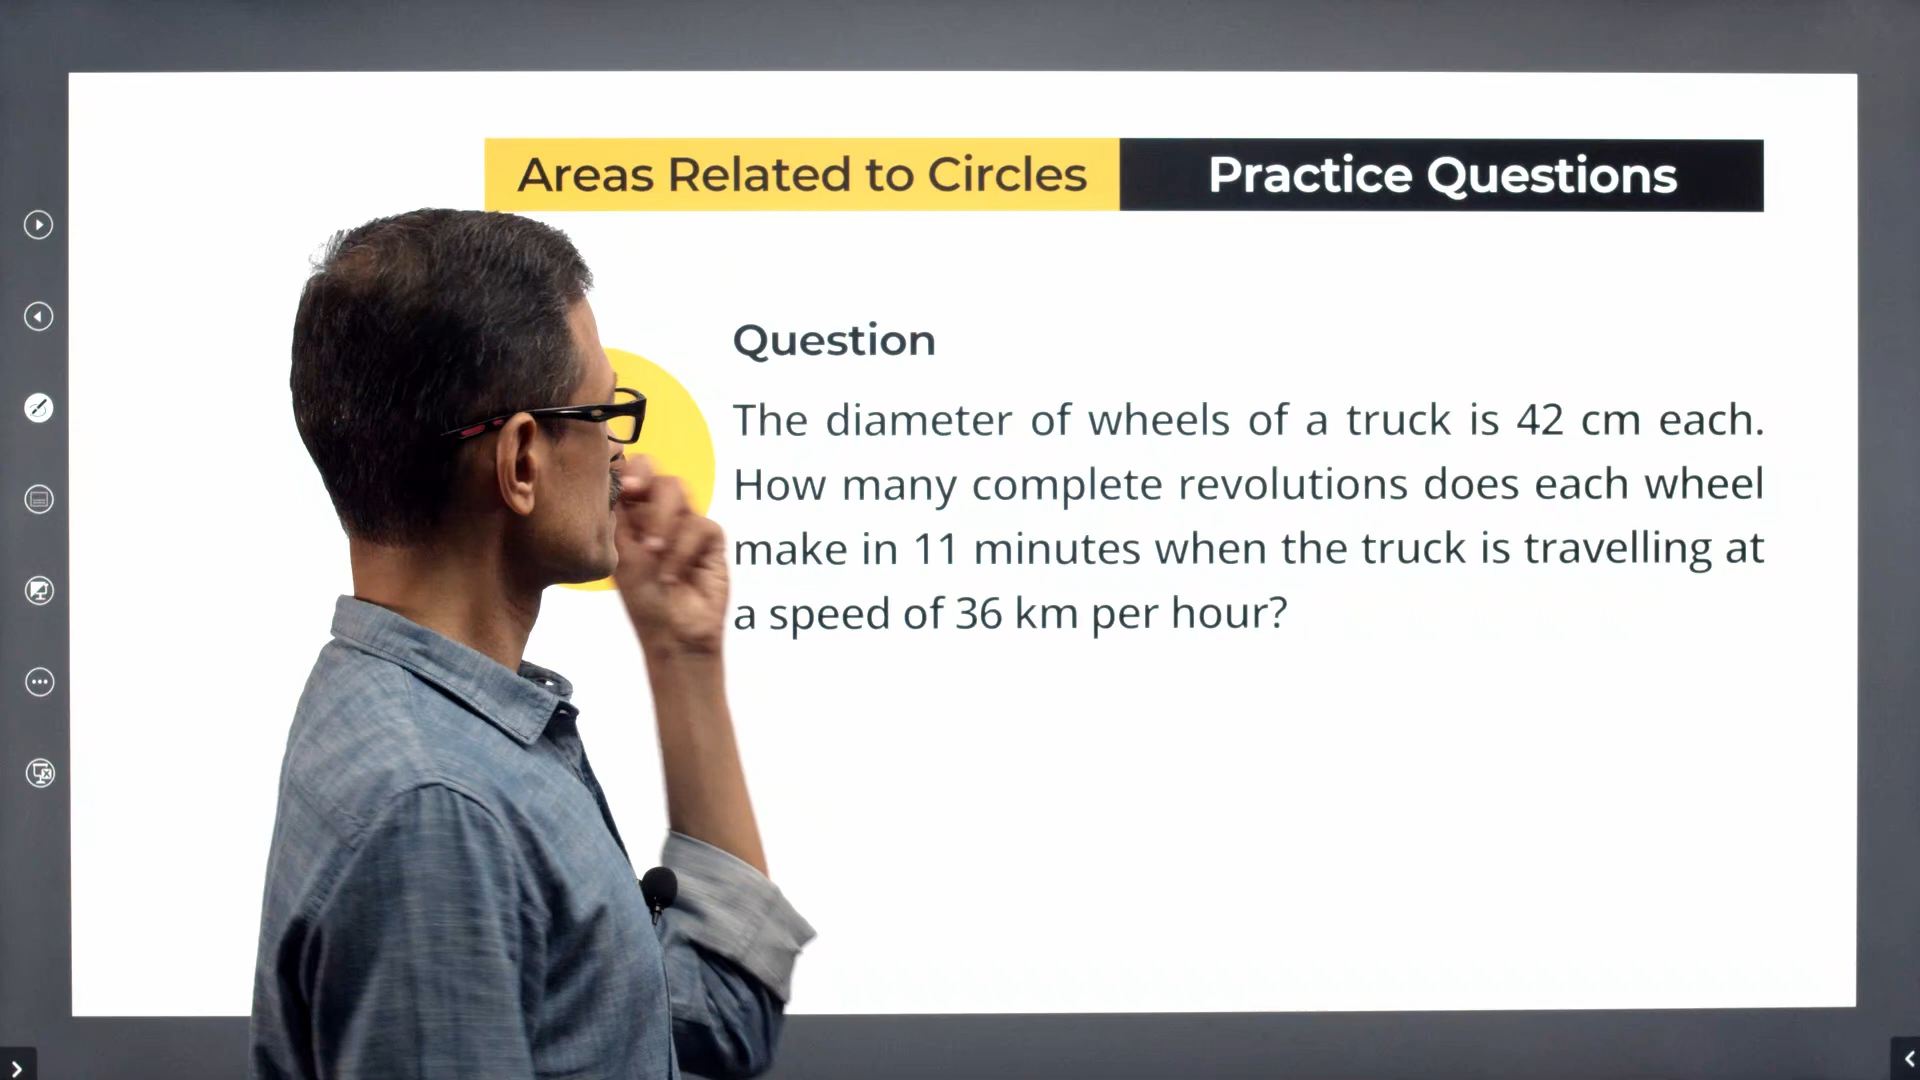 Areas Related to Circles Practice Questions
Question
The diameter of wheels of a truck is 42 cm each.
How many complete revolutions does each wheel
make in 11 minutes when the truck is travelling at
a speed of 36 km per hour?